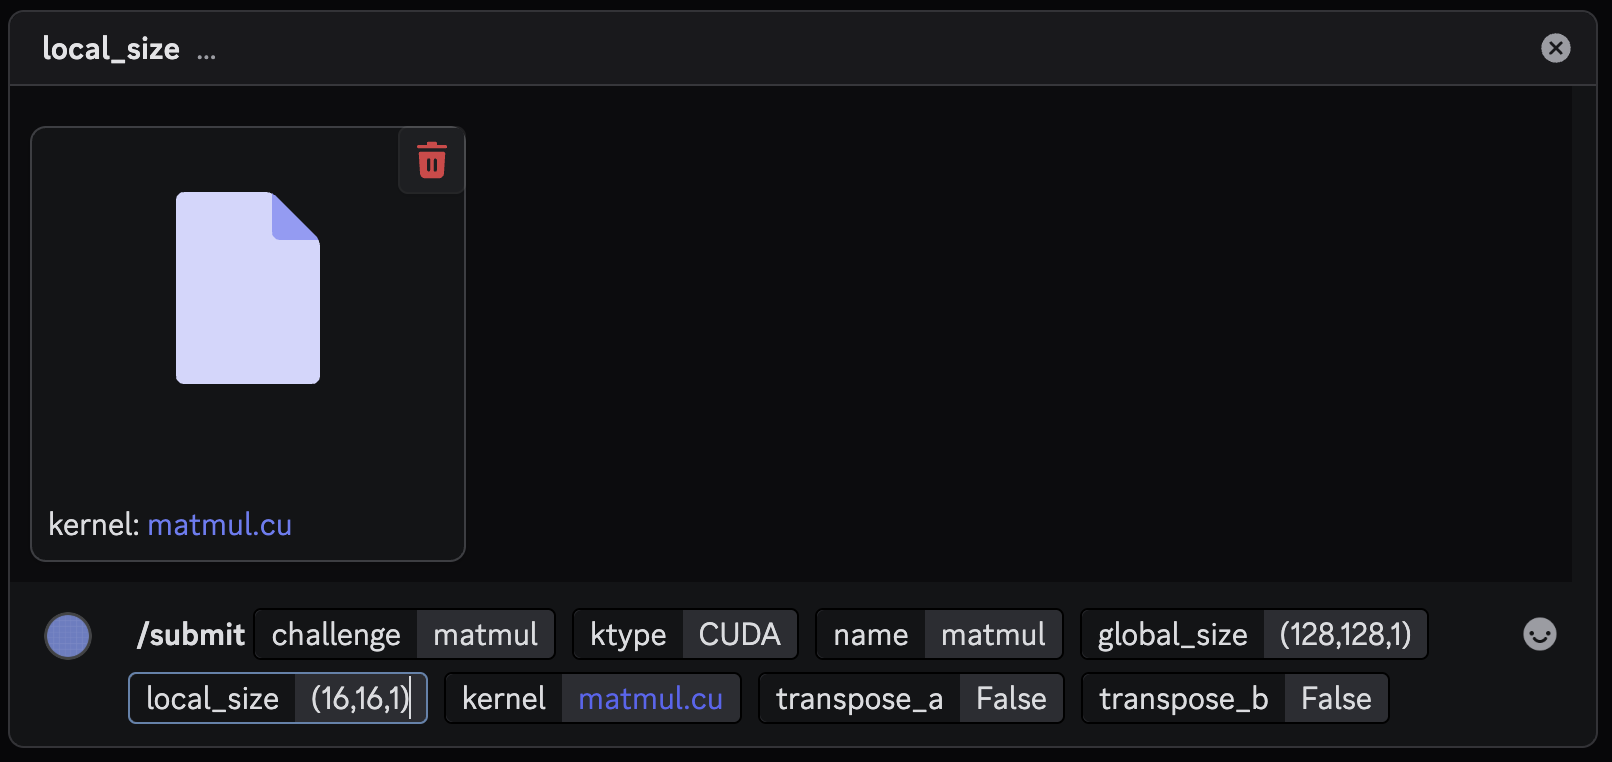 local_size ...
kernel: matmul.cu
/submit challenge matmul ktype CUDA name matmul global_size (128,128,1)
local_size (16,16,1) kernel matmul.cu transpose_a False transpose_b False